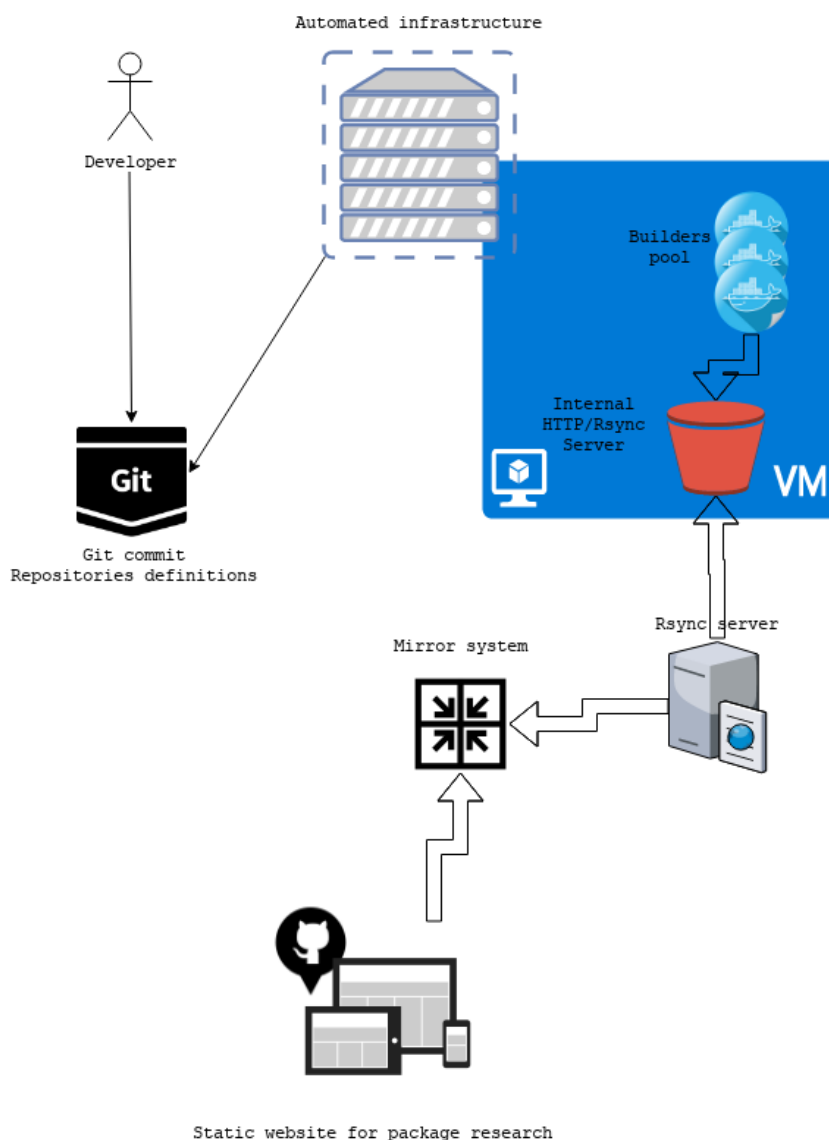 Automated infrastructure
Developer
Builders
pool
Internal
HTTP/Rsync
Server
VM
Git
Git commit
Repositories definitions
Rsync server
Mirror system
Static website for package research